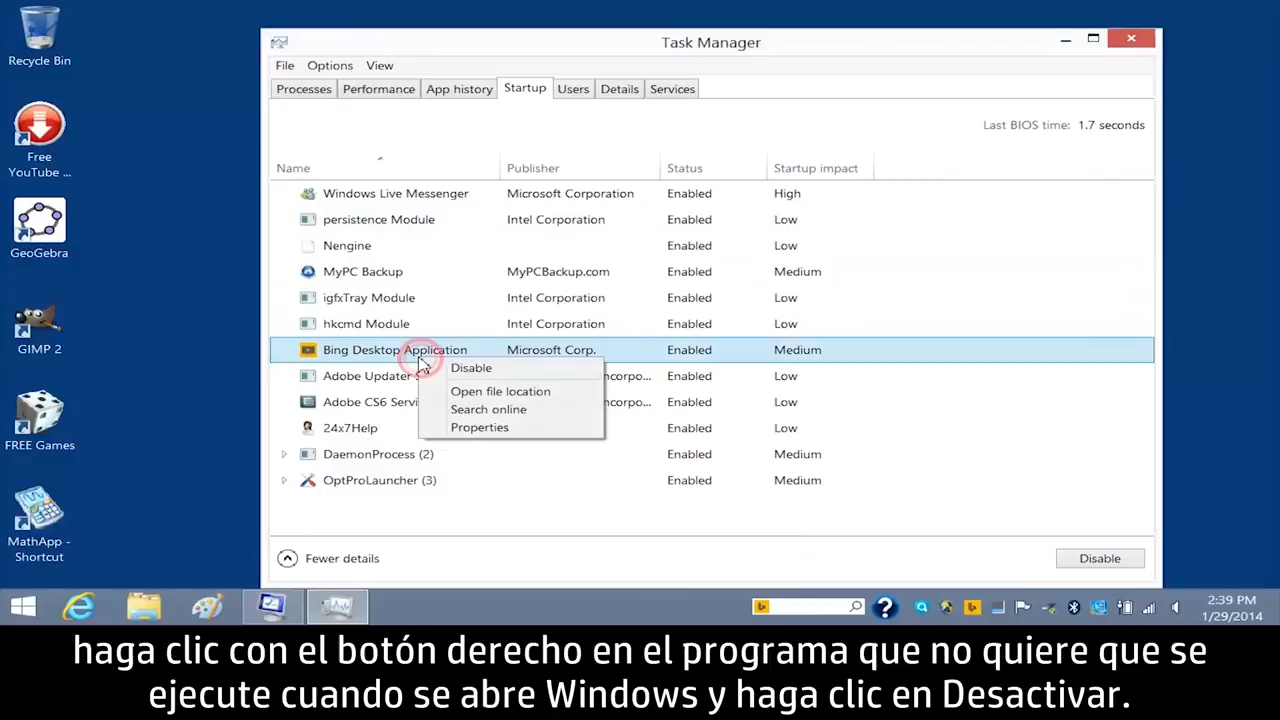 Recycle Bin
Free
YouTube ...
GeoGebra
GIMP 2
FREE Games
MathApp -
Shortcut
Task Manager
File Options View
Processes Performance App history Startup Users Details Services
Last BIOS time: 1.7 seconds
Name Publisher Status Startup impact
Windows Live Messenger Microsoft Corporation Enabled High
persistence Module Intel Corporation Enabled Low
Nengine Enabled Low
MyPC Backup MyPCBackup.com Enabled Medium
igfxTray Module Intel Corporation Enabled Low
hkcmd Module Intel Corporation Enabled Low
Bing Desktop Application Microsoft Corp. Enabled Medium
Adobe Updater incorpo... Enabled Low
Adobe CS6 Servi incorpo... Enabled Low
24x7Help Enabled Low
DaemonProcess (2) Enabled Medium
OptProLauncher (3) Enabled Medium
Disable
Open file location
Search online
Properties
Fewer details Disable
2:39 PM
1/29/2014
haga clic con el botón derecho en el programa que no quiere que se
ejecute cuando se abre Windows y haga clic en Desactivar.